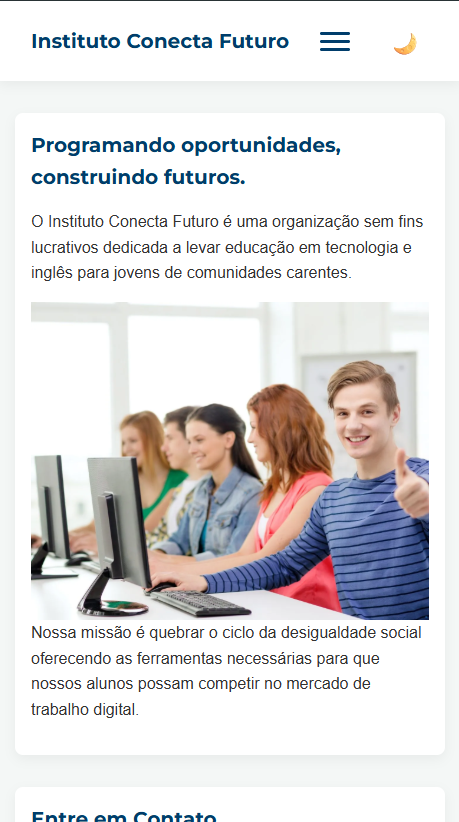 Instituto Conecta Futuro
Programando oportunidades,
construindo futuros.
O Instituto Conecta Futuro é uma organização sem fins
lucrativos dedicada a levar educação em tecnologia e
inglês para jovens de comunidades carentes.
Nossa missão é quebrar o ciclo da desigualdade social
oferecendo as ferramentas necessárias para que
nossos alunos possam competir no mercado de
trabalho digital.
Entre em Contato